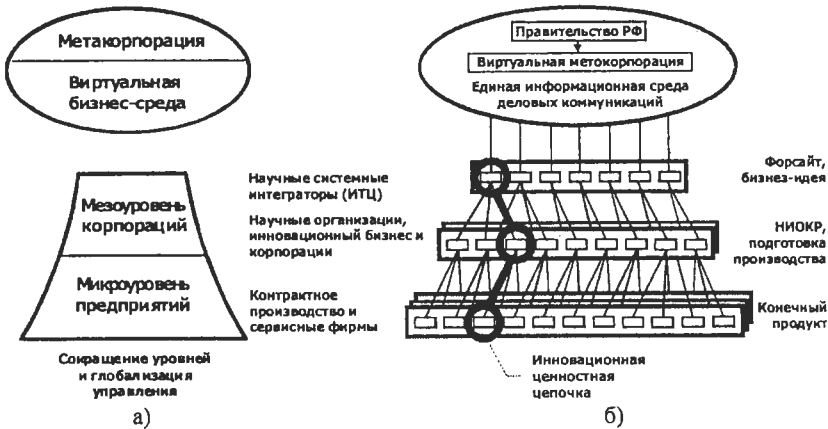 Метакорпорация
Виртуальная
бизнес-среда
Мезоуровень
корпораций
Микроуровень
предприятий
Сокращение уровней
и глобализация
управления
а)
Научные системные
интеграторы (ИТЦ)
Научные организации,
инновационный бизнес и
корпорации
Контрактное
производство и
сервисные фирмы
Правительство РФ
Виртуальная метокорпорация
Единая информационная среда
деловых коммуникаций
Форсайт,
бизнез-идея
НИОКР,
подготовка
производства
Конечный
продукт
Инновационная
ценностная
цепочка
б)